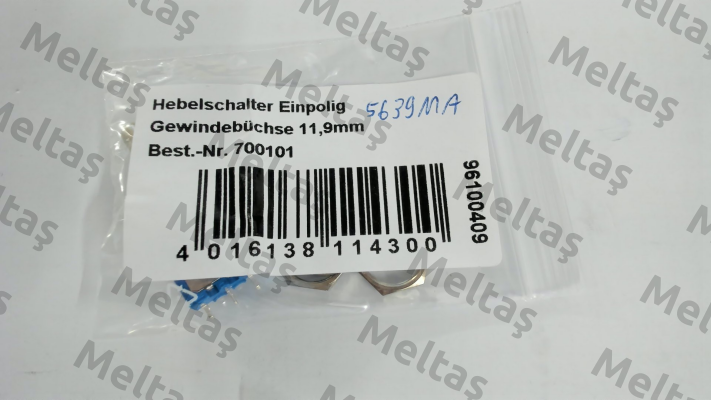 Hebelschalter Einpolig 5639MA
Gewindebüchse 11,9mm
Best.-Nr. 700101
96100409
4 016138 114300
Meltaş